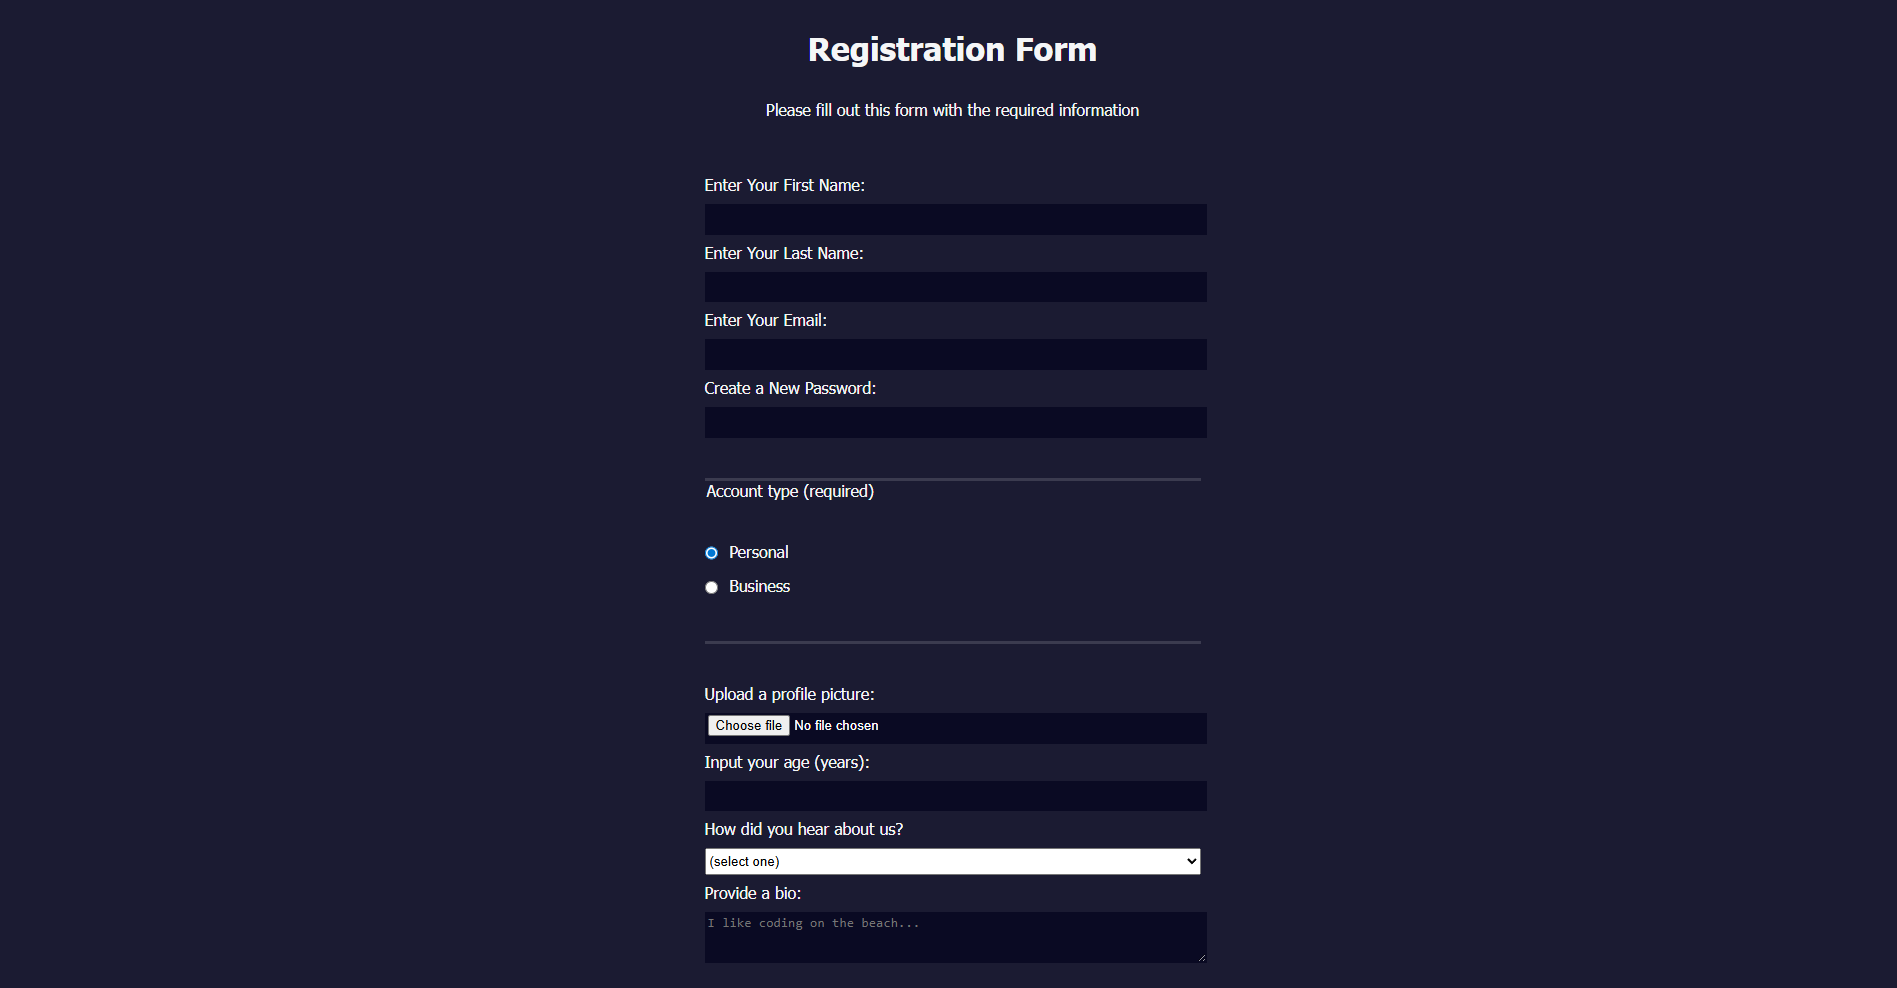 Registration Form
Please fill out this form with the required information
Enter Your First Name:
Enter Your Last Name:
Enter Your Email:
Create a New Password:
Account type (required)
Personal
Business
Upload a profile picture:
Choose file No file chosen
Input your age (years):
How did you hear about us?
(select one)
Provide a bio:
I like coding on the beach...